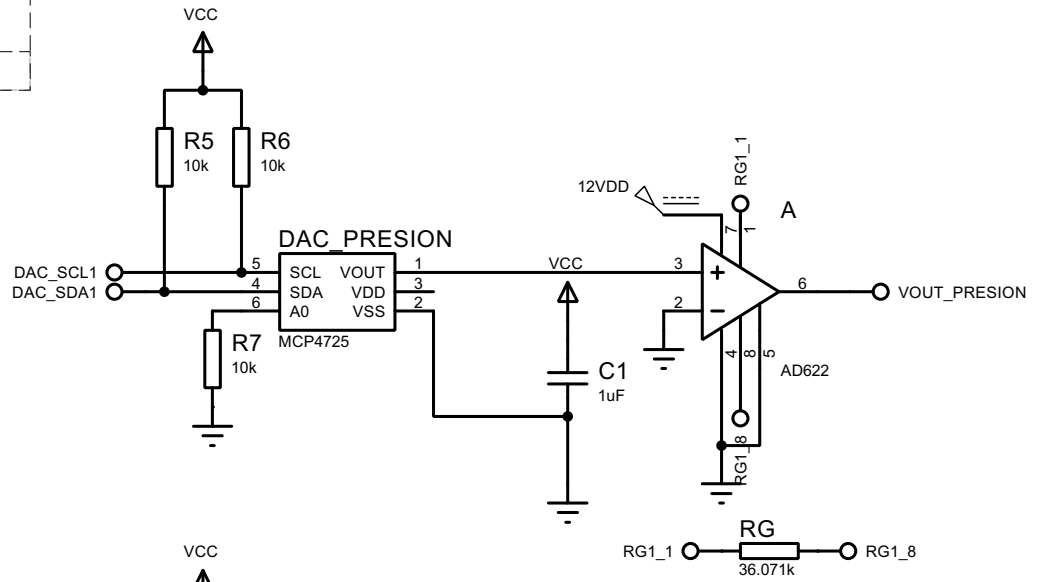 VCC
R5
10k
R6
10k
DAC_PRESION
DAC_SCL1
DAC_SDA1
5
4
6
SCL
SDA
A0
VOUT
VDD
VSS
1
3
2
MCP4725
R7
10k
VCC
C1
1uF
12VDD
RG1_1
A
7
1
3
2
6
VOUT_PRESION
4
8
5
AD622
RG1_8
RG
RG1_1
RG1_8
36.071k
VCC